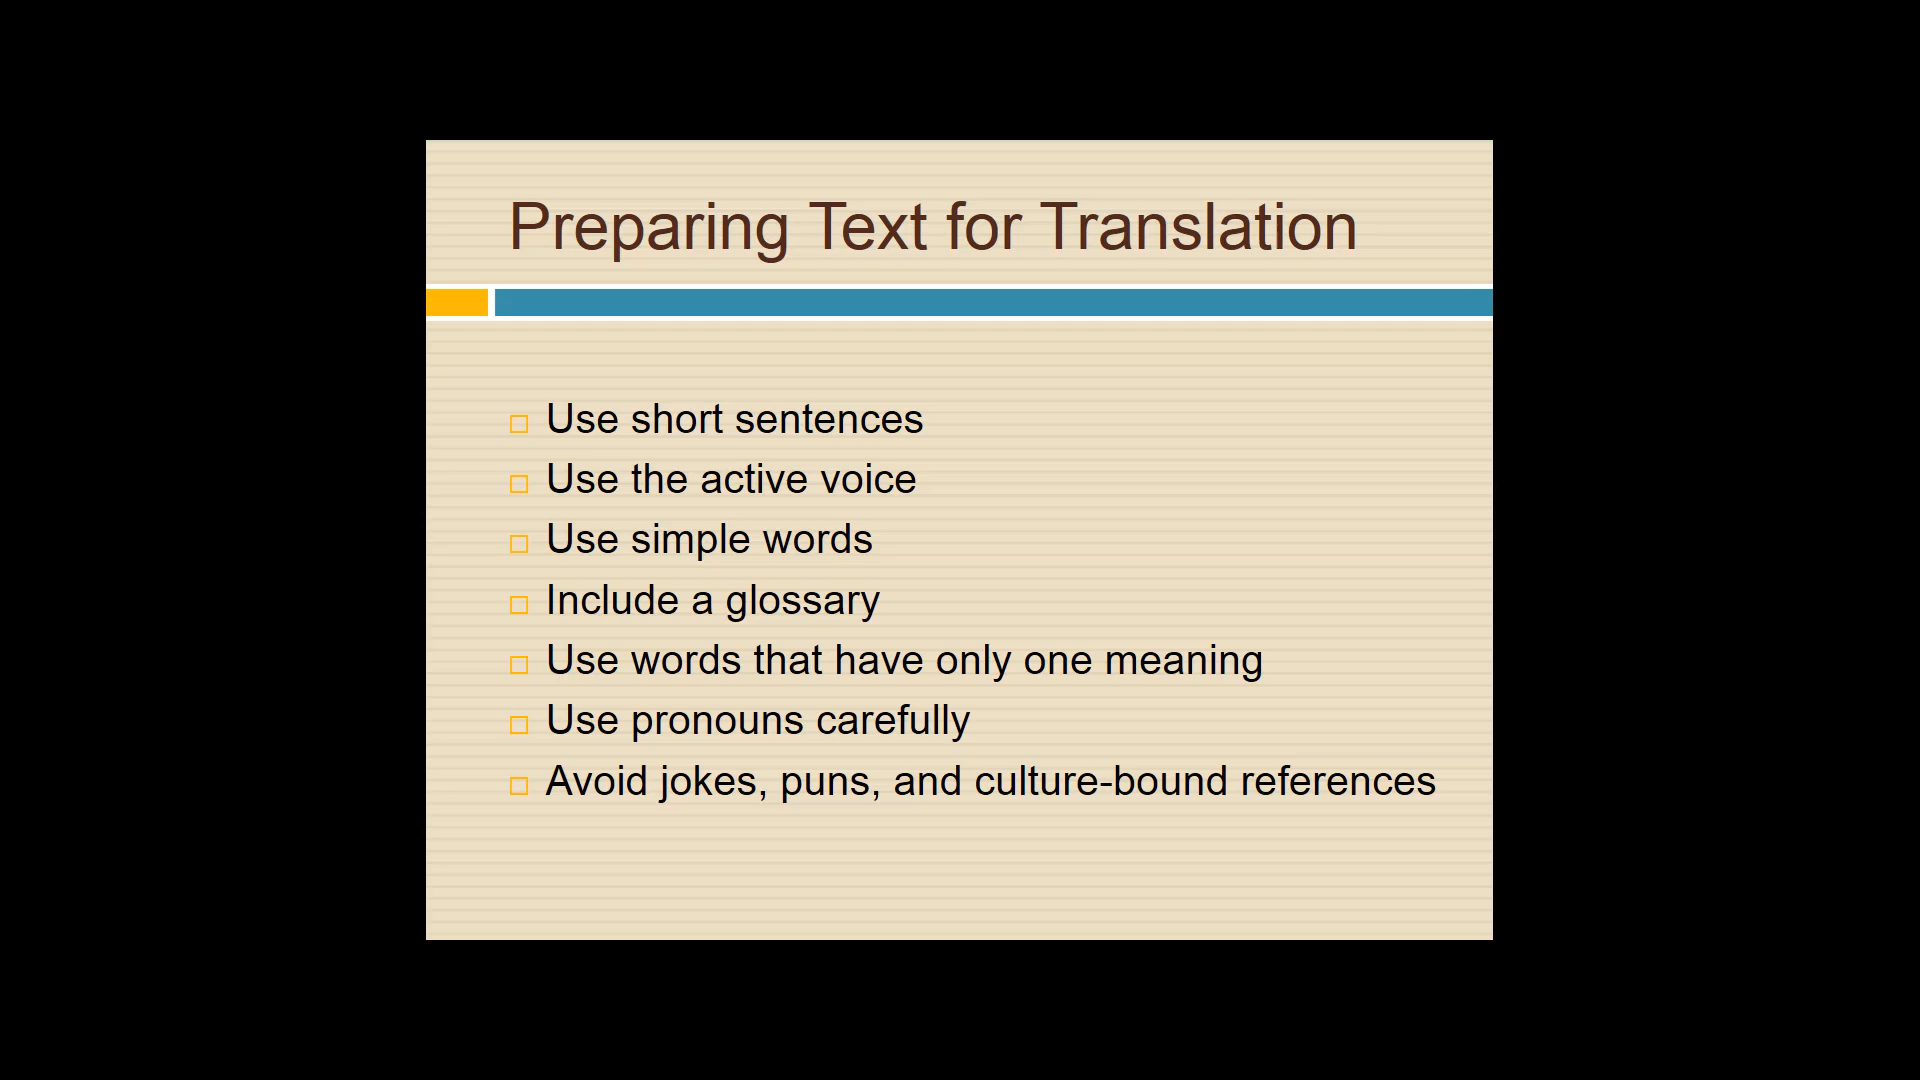 Preparing Text for Translation
Use short sentences
Use the active voice
Use simple words
Include a glossary
Use words that have only one meaning
Use pronouns carefully
Avoid jokes, puns, and culture-bound references